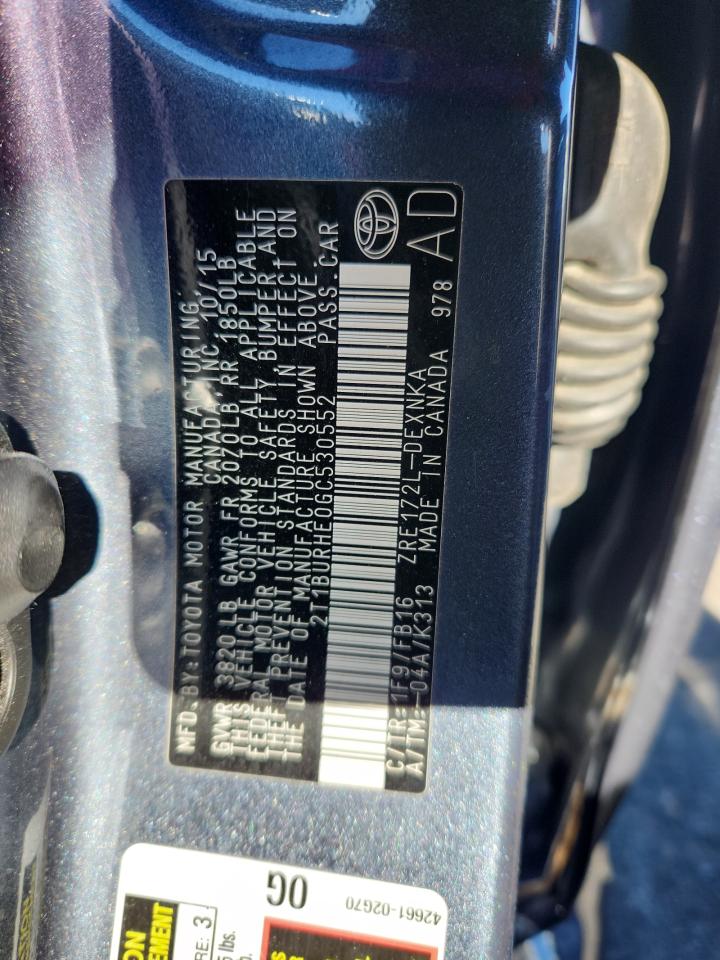 MFD.BY:TOYOTA MOTOR MANUFACTURING
CANADA, INC. 10/15
GVWR 3820LB GAWR FR 2070LB RR 1850LB
THIS VEHICLE CONFORMS TO ALL APPLICABLE
FEDERAL MOTOR VEHICLE SAFETY, BUMPER AND
THEFT PREVENTION STANDARDS IN EFFECT ON
THE DATE OF MANUFACTURE SHOWN ABOVE.
2T1BURHE0GC530552 PASS.CAR
C/TR: 1F9/FB16 ZRE172L-DEXNKA
A/TM: -04A/K313 MADE IN CANADA 978
AD
0G
42661-02G70